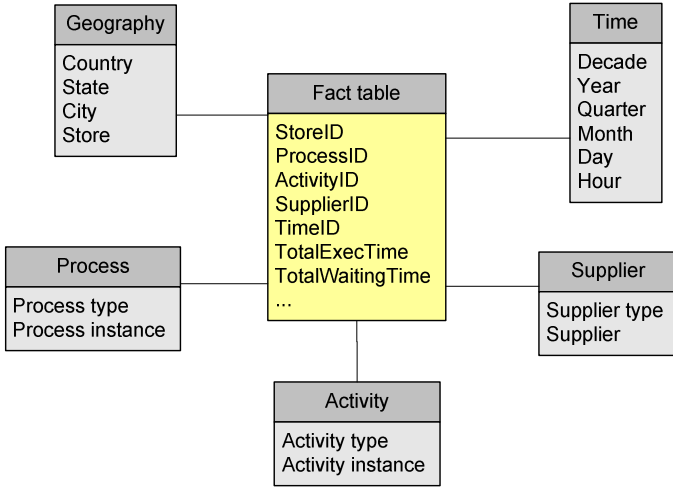 Geography
Country
State
City
Store
Time
Decade
Year
Quarter
Month
Day
Hour
Fact table
StoreID
ProcessID
ActivityID
SupplierID
TimeID
TotalExecTime
TotalWaitingTime
...
Process
Process type
Process instance
Supplier
Supplier type
Supplier
Activity
Activity type
Activity instance